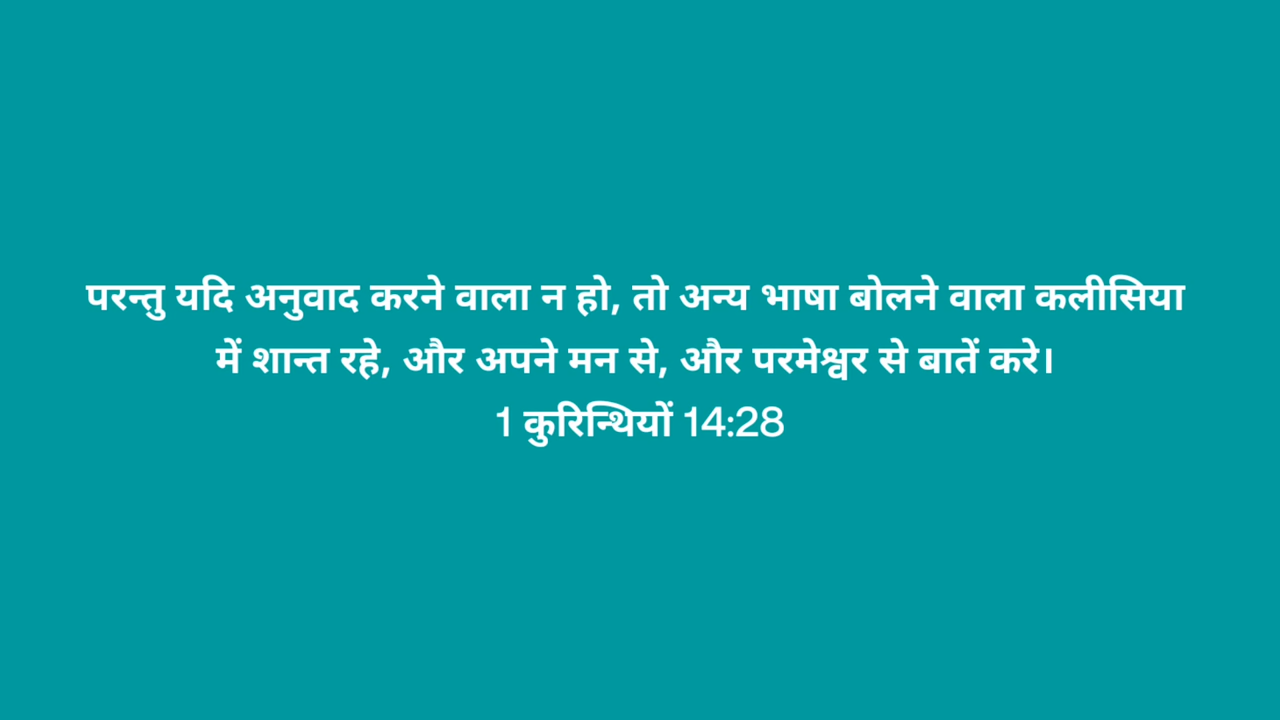 परन्तु यदि अनुवाद करने वाला न हो, तो अन्य भाषा बोलने वाला कलीसिया
में शान्त रहे, और अपने मन से, और परमेश्वर से बातें करे।
1 कुरिन्थियों 14:28